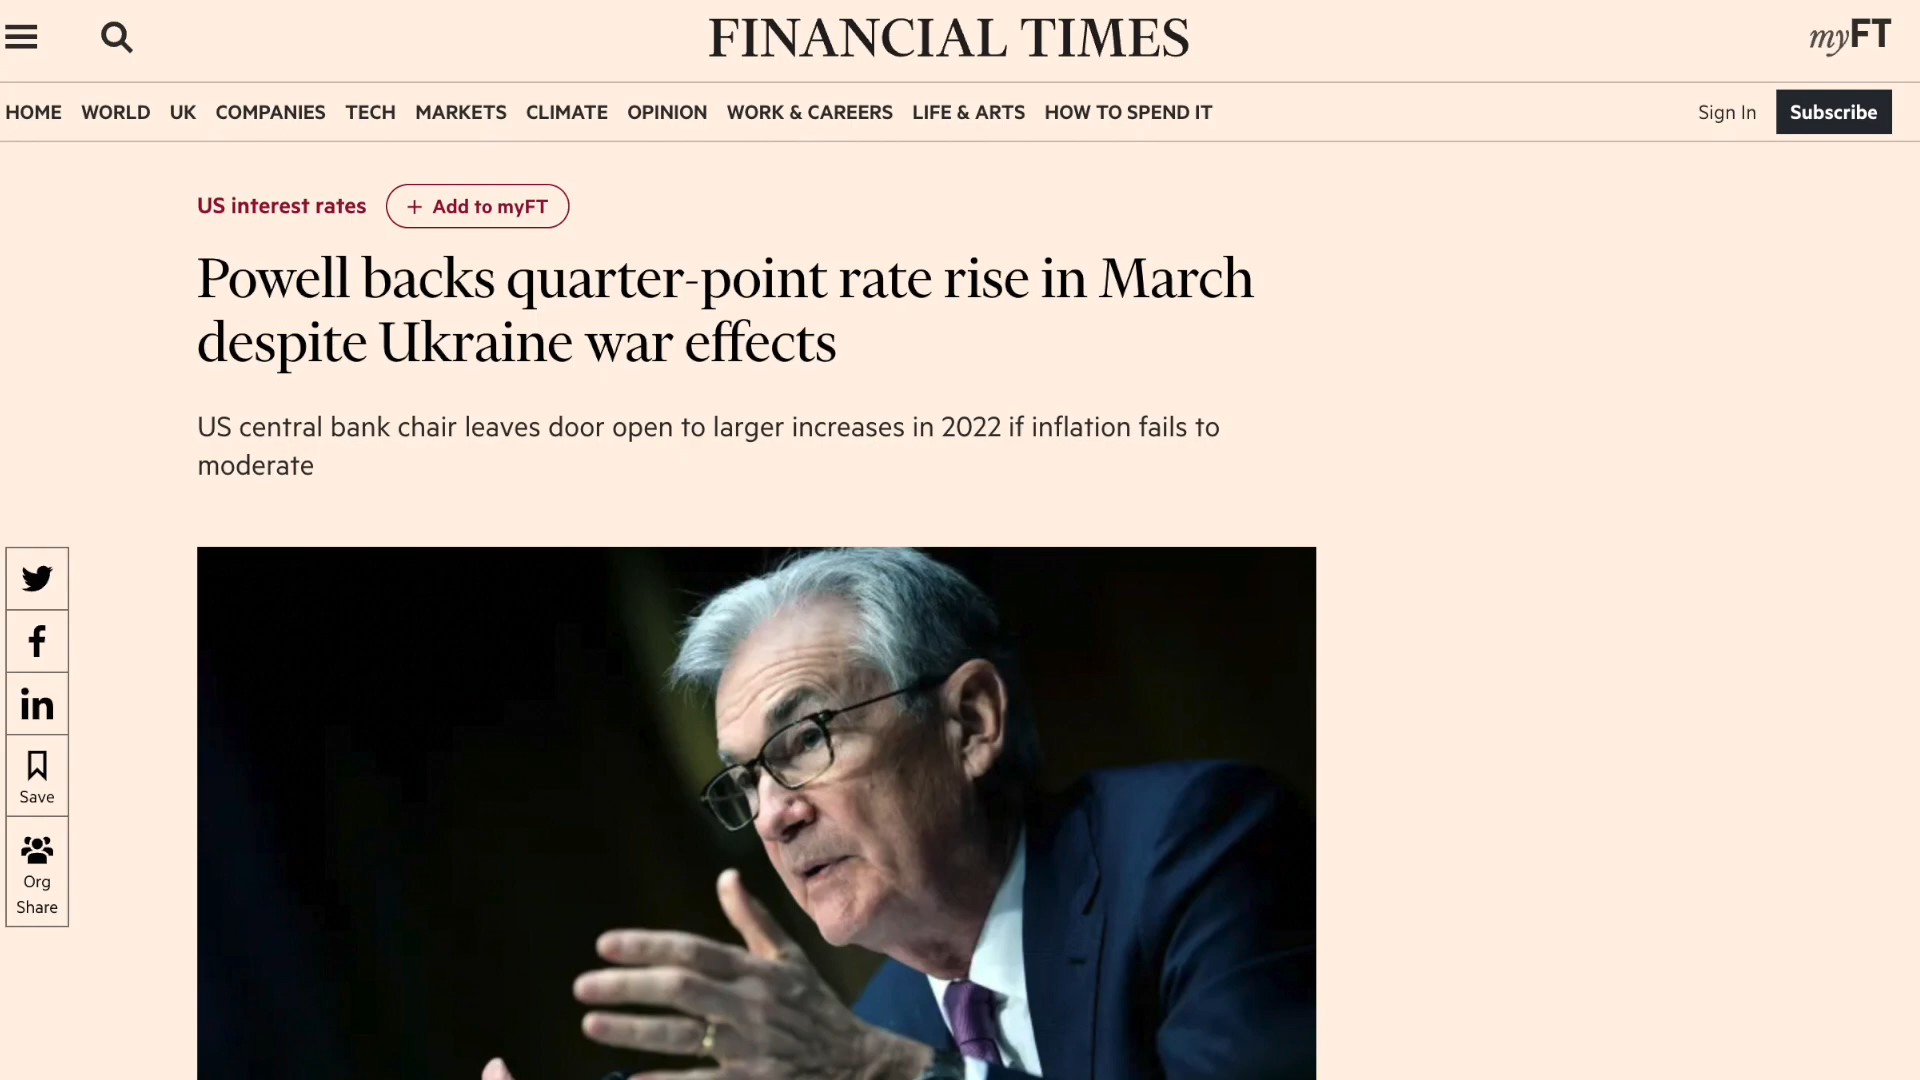 FINANCIAL TIMES
myFT
HOME WORLD UK COMPANIES TECH MARKETS CLIMATE OPINION WORK & CAREERS LIFE & ARTS HOW TO SPEND IT Sign In Subscribe
US interest rates + Add to myFT
Powell backs quarter-point rate rise in March
despite Ukraine war effects
US central bank chair leaves door open to larger increases in 2022 if inflation fails to
moderate
Save
Org
Share